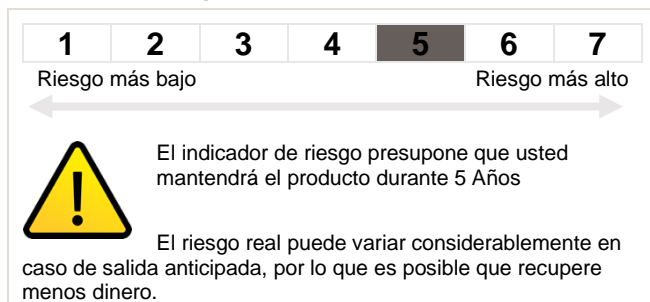 1 2 3 4 5 6 7
Riesgo más bajo Riesgo más alto
El indicador de riesgo presupone que usted
mantendrá el producto durante 5 Años
El riesgo real puede variar considerablemente en
caso de salida anticipada, por lo que es posible que recupere
menos dinero.